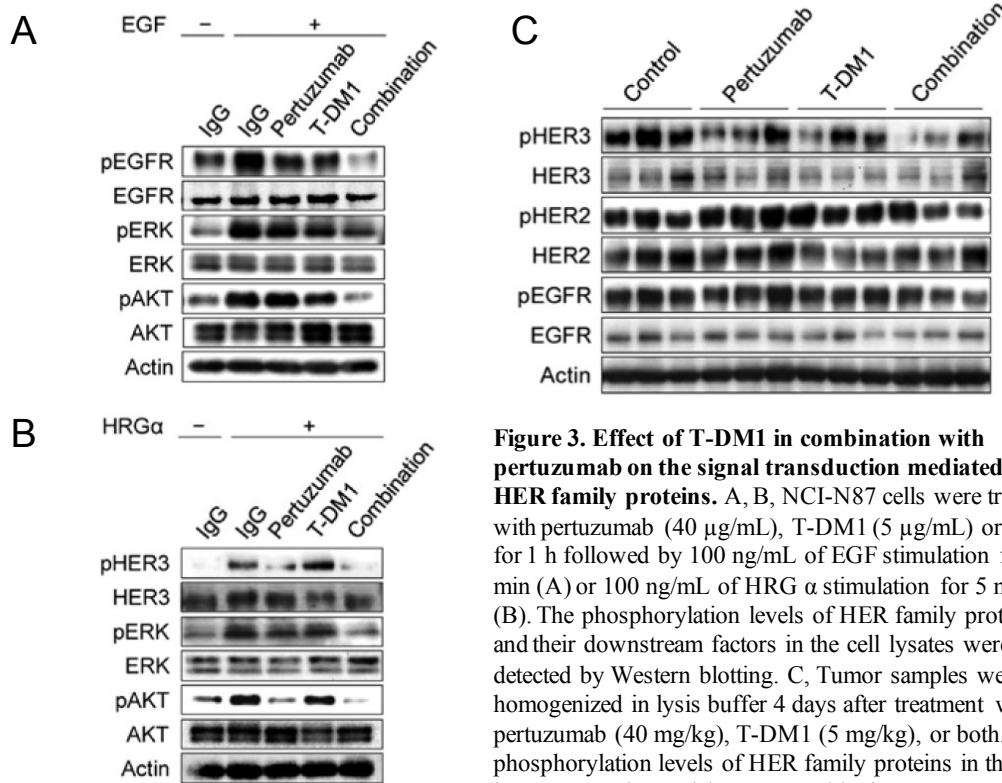 A
EGF – +
IgG IgG Pertuzumab T-DM1 Combination
pEGFR
EGFR
pERK
ERK
pAKT
AKT
Actin
B
HRGα – +
IgG IgG Pertuzumab T-DM1 Combination
pHER3
HER3
pERK
ERK
pAKT
AKT
Actin
C
Control Pertuzumab T-DM1 Combination
pHER3
HER3
pHER2
HER2
pEGFR
EGFR
Actin
Figure 3. Effect of T-DM1 in combination with
pertuzumab on the signal transduction mediated
HER family proteins. A, B, NCI-N87 cells were tr
with pertuzumab (40 µg/mL), T-DM1 (5 µg/mL) or
for 1 h followed by 100 ng/mL of EGF stimulation
min (A) or 100 ng/mL of HRG α stimulation for 5 m
(B). The phosphorylation levels of HER family prot
and their downstream factors in the cell lysates were
detected by Western blotting. C, Tumor samples we
homogenized in lysis buffer 4 days after treatment
pertuzumab (40 mg/kg), T-DM1 (5 mg/kg), or both.
phosphorylation levels of HER family proteins in th